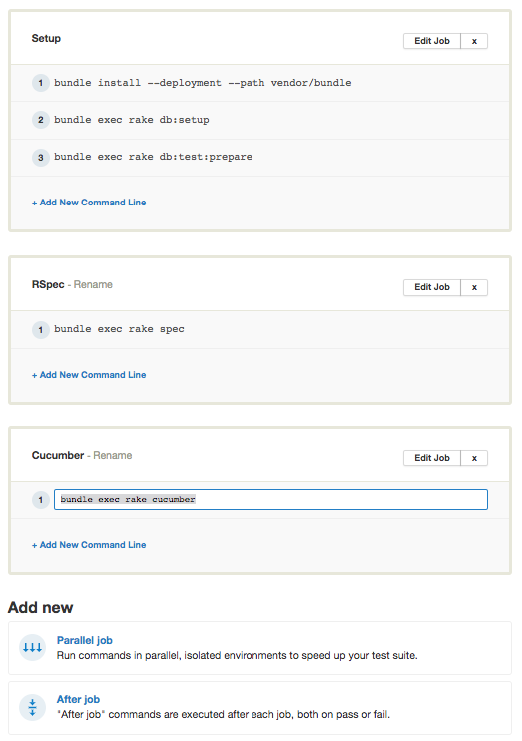 Setup
Edit Job x
1 bundle install --deployment --path vendor/bundle
2 bundle exec rake db:setup
3 bundle exec rake db:test:prepare
+ Add New Command Line
RSpec - Rename
Edit Job x
1 bundle exec rake spec
+ Add New Command Line
Cucumber - Rename
Edit Job x
1 bundle exec rake cucumber
+ Add New Command Line
Add new
Parallel job
Run commands in parallel, isolated environments to speed up your test suite.
After job
"After job" commands are executed after each job, both on pass or fail.